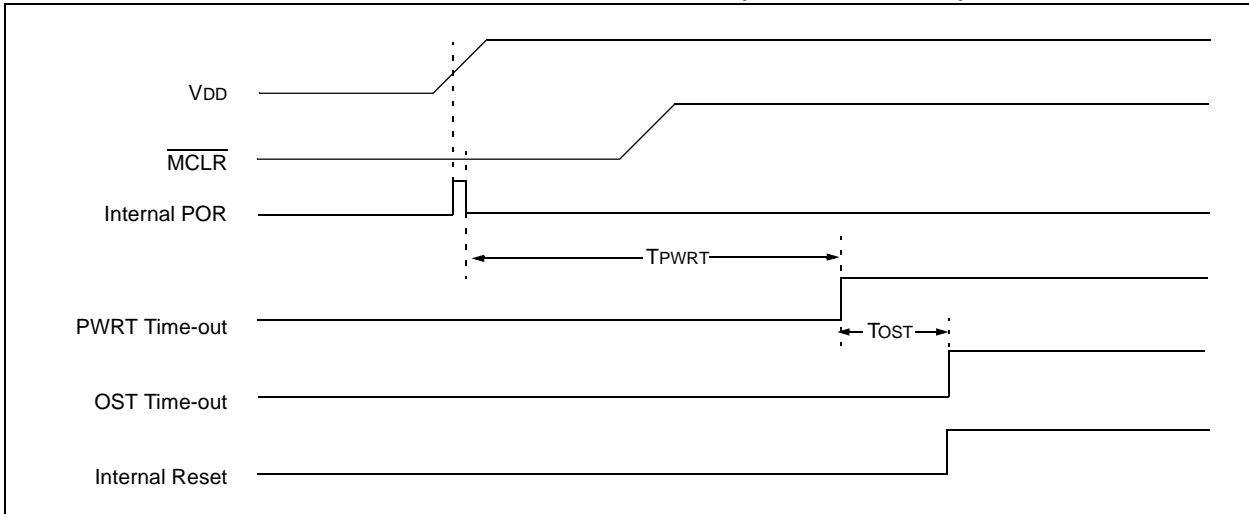 VDD
MCLR
Internal POR
TPWRT
PWRT Time-out
TOST
OST Time-out
Internal Reset